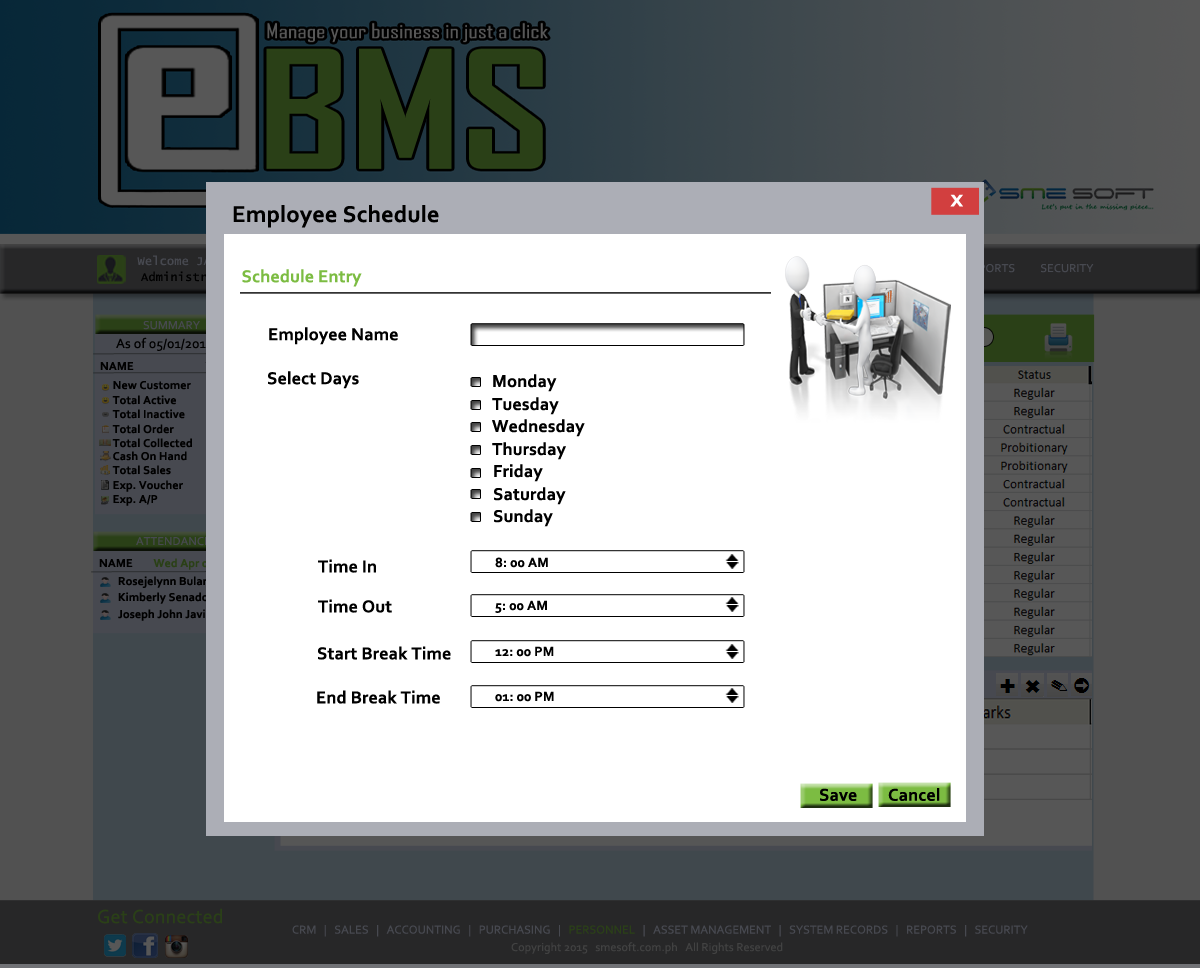 Manage your business in just a click
e BMS
SME SOFT
Let's put in the missing piece...
Welcome JA
Administr
PORTS SECURITY
Employee Schedule
X
Schedule Entry
Employee Name
Select Days
Monday
Tuesday
Wednesday
Thursday
Friday
Saturday
Sunday
Time In 8: 00 AM
Time Out 5: 00 AM
Start Break Time 12: 00 PM
End Break Time 01: 00 PM
Save Cancel
SUMMARY
As of 05/01/201
NAME
New Customer
Total Active
Total Inactive
Total Order
Total Collected
Cash On Hand
Total Sales
Exp. Voucher
Exp. A/P
ATTENDANC
NAME Wed Apr 0
Rosejelynn Bular
Kimberly Senado
Joseph John Javi
Status
Regular
Regular
Contractual
Probitionary
Probitionary
Contractual
Contractual
Regular
Regular
Regular
Regular
Regular
Regular
Regular
Regular
arks
Get Connected
CRM | SALES | ACCOUNTING | PURCHASING | PERSONNEL | ASSET MANAGEMENT | SYSTEM RECORDS | REPORTS | SECURITY
Copyright 2015 smesoft.com.ph All Rights Reserved